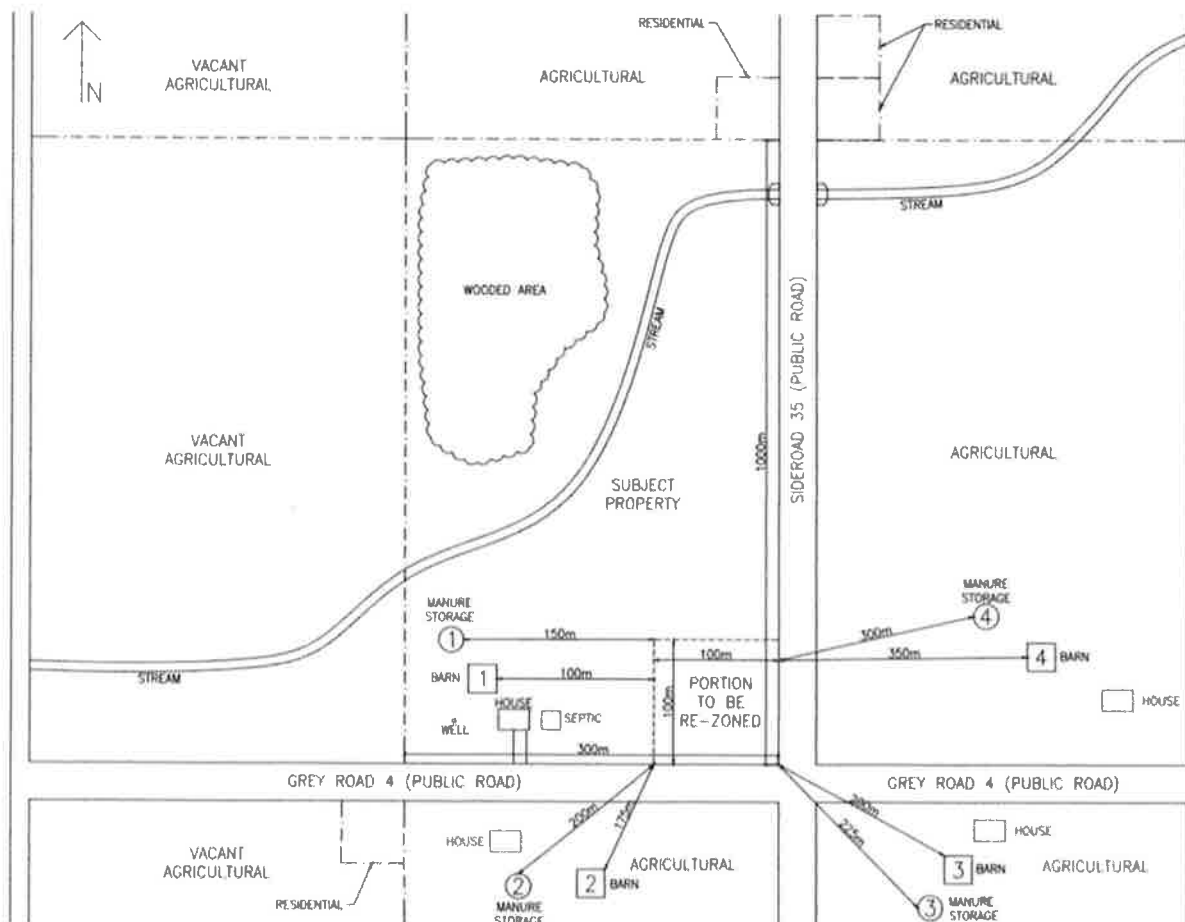 RESIDENTIAL
RESIDENTIAL
VACANT
AGRICULTURAL
AGRICULTURAL
AGRICULTURAL
N
STREAM
WOODED AREA
STREAM
SIDEROAD 35 (PUBLIC ROAD)
VACANT
AGRICULTURAL
1000m
AGRICULTURAL
SUBJECT
PROPERTY
MANURE
STORAGE
1
150m
MANURE
STORAGE
4
300m
100m
350m
4
BARN
BARN
1
100m
PORTION
TO BE
RE-ZONED
100m
STREAM
HOUSE
SEPTIC
WELL
HOUSE
300m
GREY ROAD 4 (PUBLIC ROAD)
GREY ROAD 4 (PUBLIC ROAD)
200m
175m
200m
225m
HOUSE
HOUSE
VACANT
AGRICULTURAL
AGRICULTURAL
AGRICULTURAL
2
2
BARN
3
BARN
RESIDENTIAL
MANURE
STORAGE
3
MANURE
STORAGE